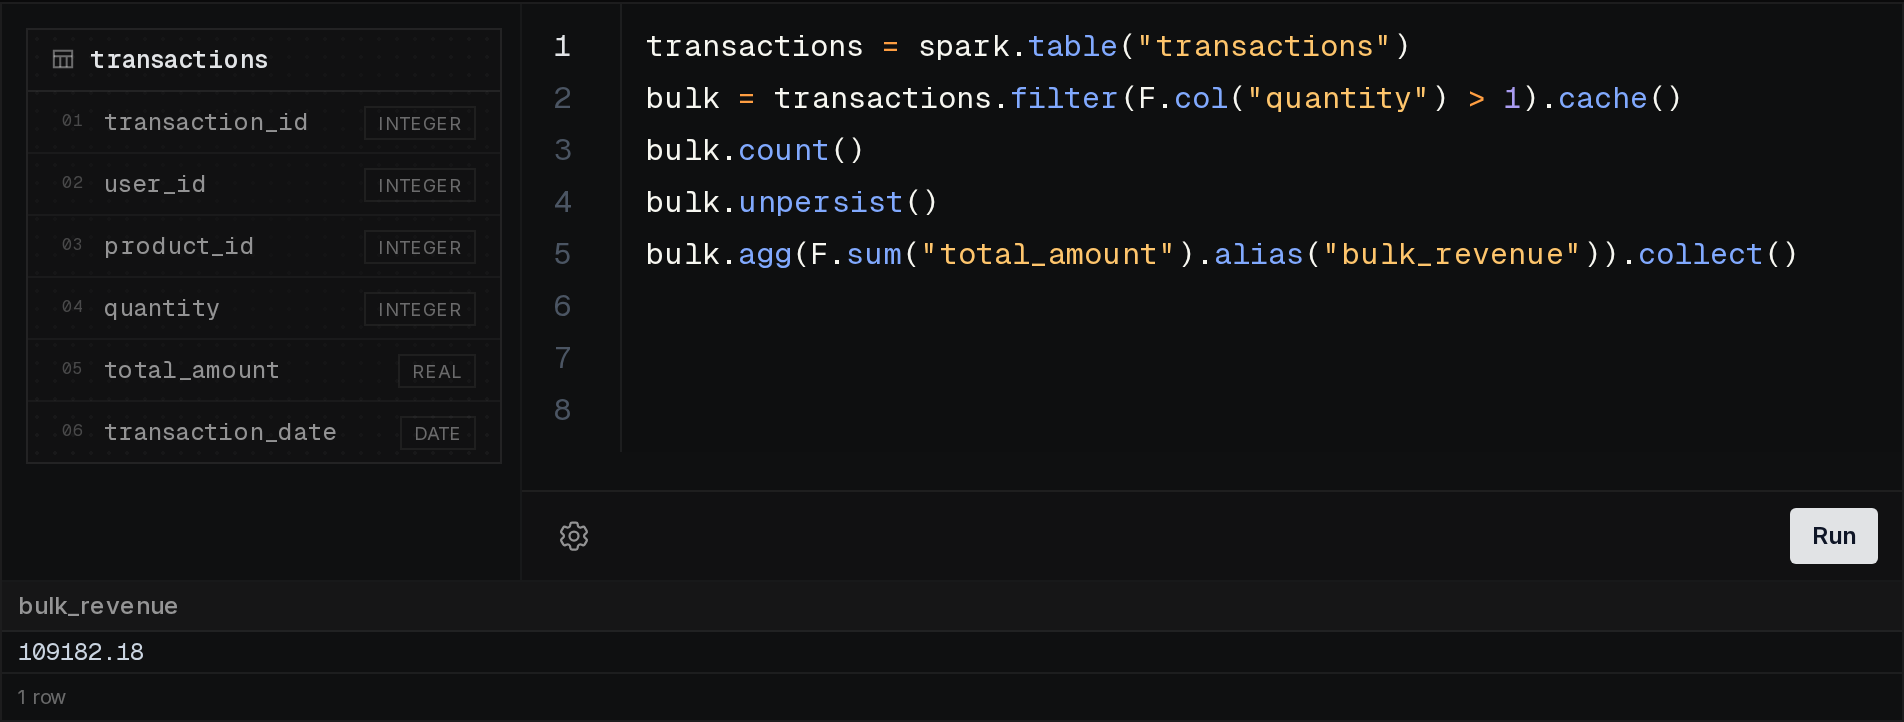 transactions
01 transaction_id INTEGER
02 user_id INTEGER
03 product_id INTEGER
04 quantity INTEGER
05 total_amount REAL
06 transaction_date DATE
1 transactions = spark.table("transactions")
2 bulk = transactions.filter(F.col("quantity") > 1).cache()
3 bulk.count()
4 bulk.unpersist()
5 bulk.agg(F.sum("total_amount").alias("bulk_revenue")).collect()
6
7
8
Run
bulk_revenue
109182.18
1 row